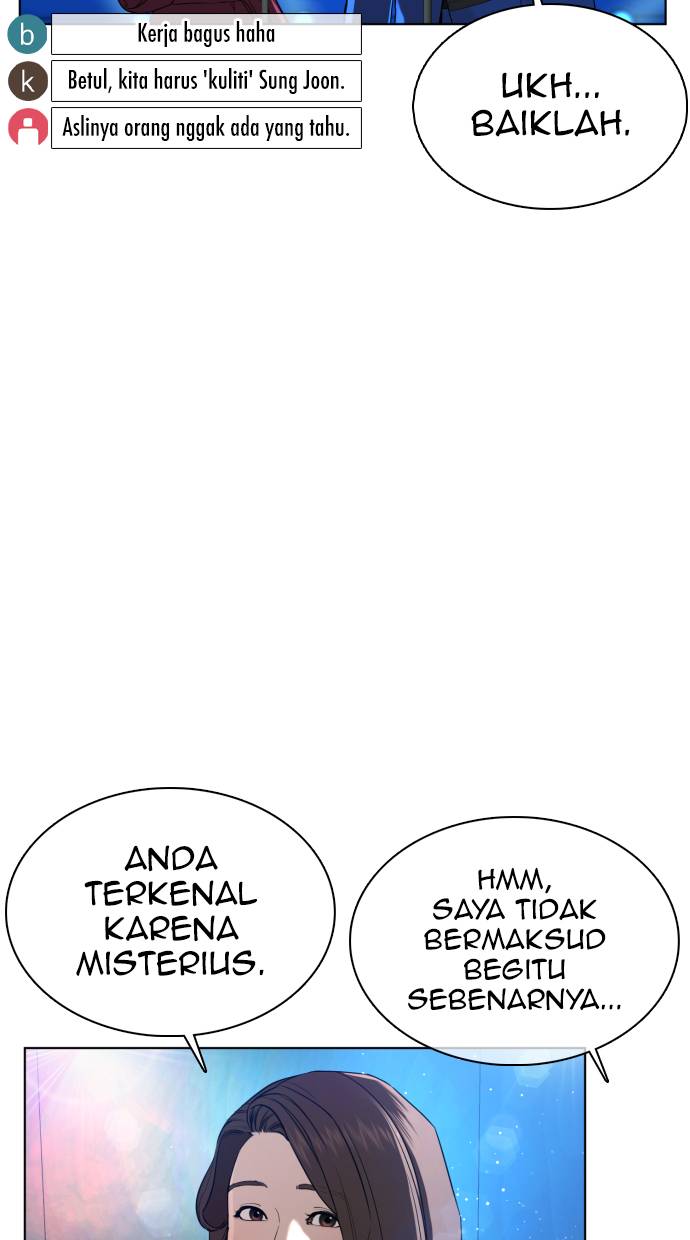 b
Kerja bagus haha
k
Betul, kita harus 'kuliti' Sung Joon.
Aslinya orang nggak ada yang tahu.
UKH...
BAIKLAH.
ANDA
TERKENAL
KARENA
MISTERIUS.
HMM,
SAYA TIDAK
BERMAKSUD
BEGITU
SEBENARNYA...